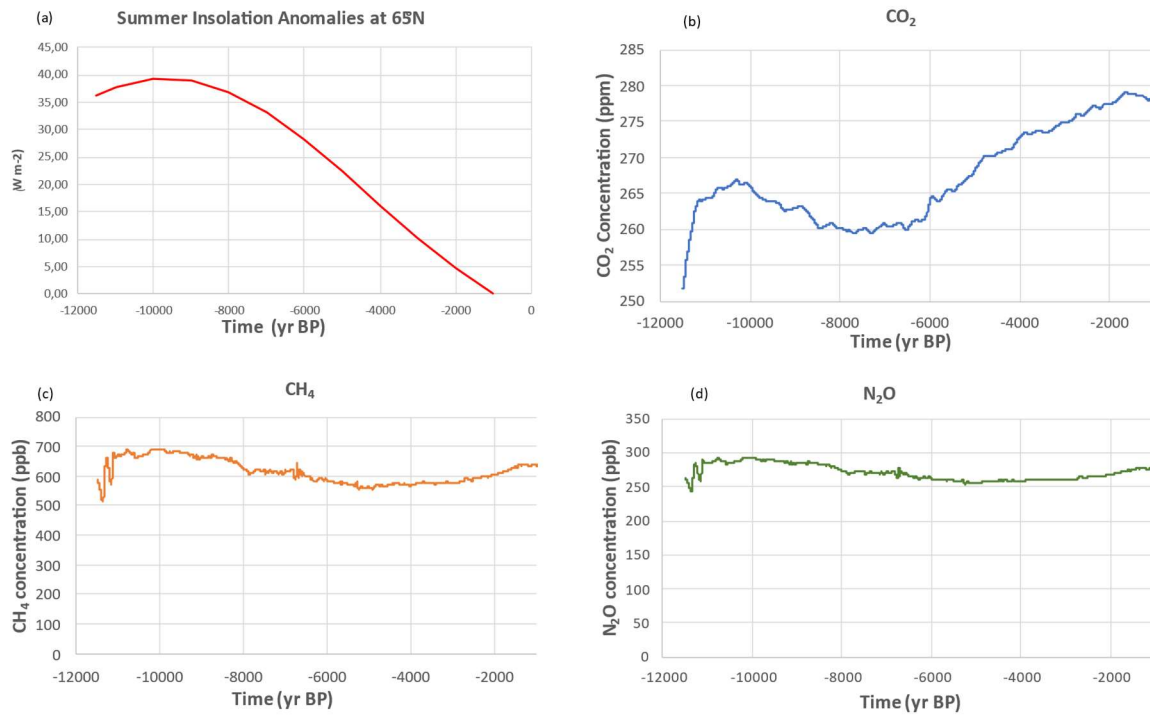 (a)
Summer Insolation Anomalies at 65°N
45,00
40,00
35,00
30,00
25,00
20,00
15,00
10,00
5,00
0,00
(W m-2)
-12000 -10000 -8000 -6000 -4000 -2000 0
Time (yr BP)
(b)
CO₂
285
280
275
270
265
260
255
250
CO₂ Concentration (ppm)
-12000 -10000 -8000 -6000 -4000 -2000
Time (yr BP)
(c)
CH₄
800
700
600
500
400
300
200
100
0
CH₄ concentration (ppb)
-12000 -10000 -8000 -6000 -4000 -2000
Time (yr BP)
(d)
N₂O
350
300
250
200
150
100
50
0
N₂O concentration (ppb)
-12000 -10000 -8000 -6000 -4000 -2000
Time (yr BP)